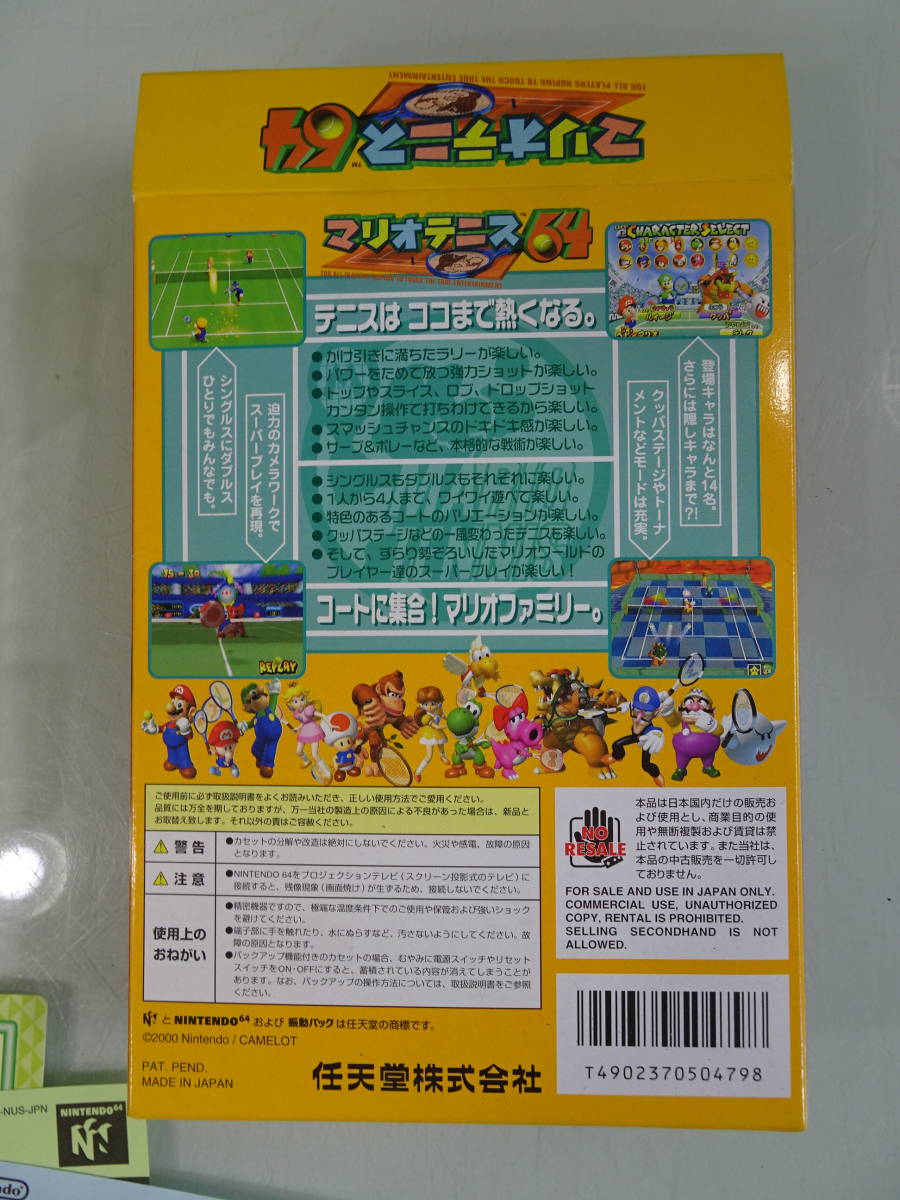 マリオテニス64
FOR ALL PLAYERS HOPING TO TOUCH THE TRUE ENTERTAINMENT
マリオテニス64
FOR ALL PLAYERS HOPING TO TOUCH THE TRUE ENTERTAINMENT
CHARACTER SELECT
テニスは ココまで熱くなる。
●かけ引きに満ちたラリーが楽しい。
●パワーをためて放つ強力ショットが楽しい。
●トップやスライス、ロブ、ドロップショット
カンタン操作で打ちわけできるから楽しい。
●スマッシュチャンスのドキドキ感が楽しい。
●サーブ&ボレーなど、本格的な戦術が楽しい。
●シングルスもダブルスもそれぞれに楽しい。
●1人から4人まで、ワイワイ遊べて楽しい。
●特色のあるコートのバリエーションが楽しい。
●クッパステージなどの一風変わったテニスも楽しい。
●そして、ずらり勢ぞろいしたマリオワールドの
プレイヤー達のスーパープレイが楽しい!
コートに集合!マリオファミリー。
シングルスにダブルス
ひとりでもみんなでも。
迫力のカメラワークで
スーパープレイを再現。
登場キャラはなんと14名。
さらには隠しキャラまで?!
クッパステージやトーナ
メントなどモードは充実。
15-30
REPLAY
ご使用前に必ず取扱説明書をよくお読みいただき、正しい使用方法でご愛用ください。
品質には万全を期しておりますが、万一当社の製造上の原因による不良があった場合は、新品と
お取替え致します。それ以外の責はご容赦ください。
警告
●カセットの分解や改造は絶対にしないでください。火災や感電、故障の原因
となります。
注意
●NINTENDO 64をプロジェクションテレビ(スクリーン投影式のテレビ)に
接続すると、残像現象(画面焼け)が生ずるため、接続しないでください。
使用上の
おねがい
●精密機器ですので、極端な温度条件下でのご使用や保管および強いショック
を避けてください。
●端子部に手を触れたり、水にぬらすなど、汚さないようにしてください。故
障の原因となります。
●バックアップ機能付きのカセットの場合、むやみに電源スイッチやリセット
スイッチをON・OFFにすると、蓄積されている内容が消えてしまうことが
あります。なお、バックアップの操作方法については、取扱説明書をご参照
ください。
と NINTENDO64 および 振動パック は任天堂の商標です。
©2000 Nintendo / CAMELOT
PAT. PEND.
MADE IN JAPAN
任天堂株式会社
NO
RESALE
本品は日本国内だけの販売お
よび使用とし、商業目的の使
用や無断複製および賃貸は禁
止されています。また当社は、
本品の中古販売を一切許可し
ておりません。
FOR SALE AND USE IN JAPAN ONLY.
COMMERCIAL USE, UNAUTHORIZED
COPY, RENTAL IS PROHIBITED.
SELLING SECONDHAND IS NOT
ALLOWED.
T4902370504798
-NUS-JPN
NINTENDO64